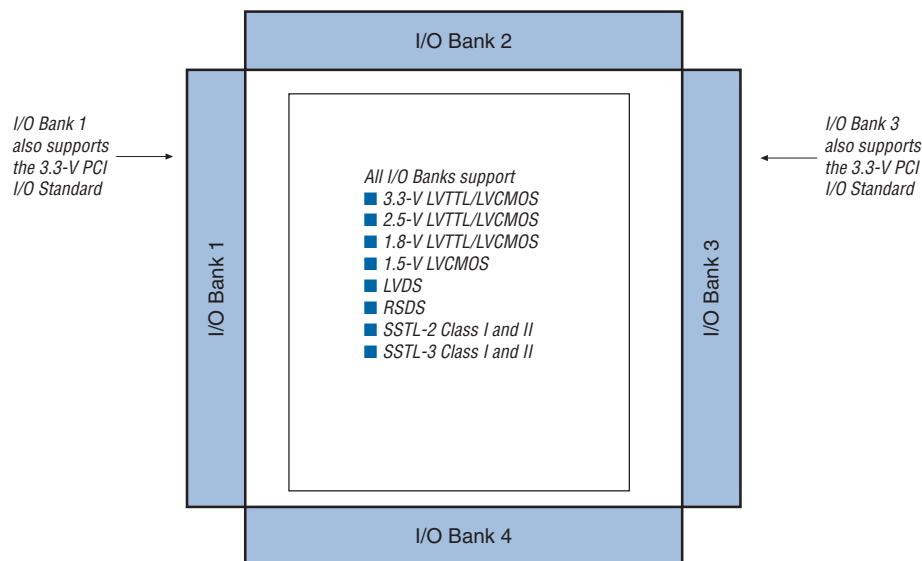 I/O Bank 2
I/O Bank 1
also supports
the 3.3-V PCI
I/O Standard
I/O Bank 3
also supports
the 3.3-V PCI
I/O Standard
All I/O Banks support
■ 3.3-V LVTTL/LVCMOS
■ 2.5-V LVTTL/LVCMOS
■ 1.8-V LVTTL/LVCMOS
■ 1.5-V LVCMOS
■ LVDS
■ RSDS
■ SSTL-2 Class I and II
■ SSTL-3 Class I and II
I/O Bank 1
I/O Bank 3
I/O Bank 4